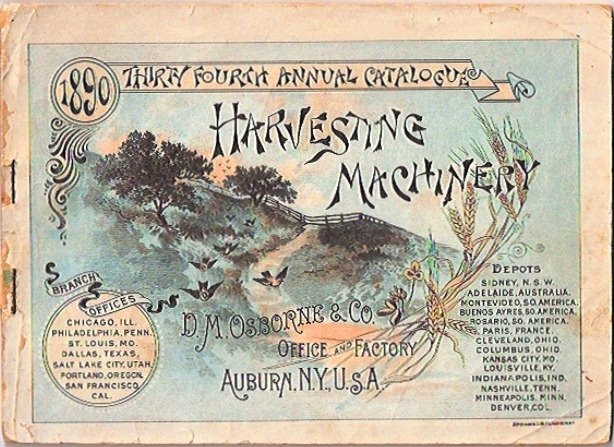 1890
THIRTY FOURTH ANNUAL CATALOGUE
HARVESTING
MACHINERY
BRANCH
OFFICES
CHICAGO, ILL.
PHILADELPHIA, PENN.
ST. LOUIS, MO.
DALLAS, TEXAS,
SALT LAKE CITY, UTAH.
PORTLAND, OREGON,
SAN FRANCISCO,
CAL.
D. M. OSBORNE & CO.
OFFICE AND FACTORY
AUBURN, N.Y., U.S.A.
DEPOTS
SIDNEY, N. S. W.
ADELAIDE, AUSTRALIA.
MONTEVIDEO, SO. AMERICA.
BUENOS AYRES, SO. AMERICA.
ROSARIO, SO. AMERICA.
PARIS, FRANCE.
CLEVELAND, OHIO.
COLUMBUS, OHIO
KANSAS CITY, MO.
LOUISVILLE, KY.
INDIANAPOLIS, IND.
NASHVILLE, TENN.
MINNEAPOLIS, MINN.
DENVER, COL.